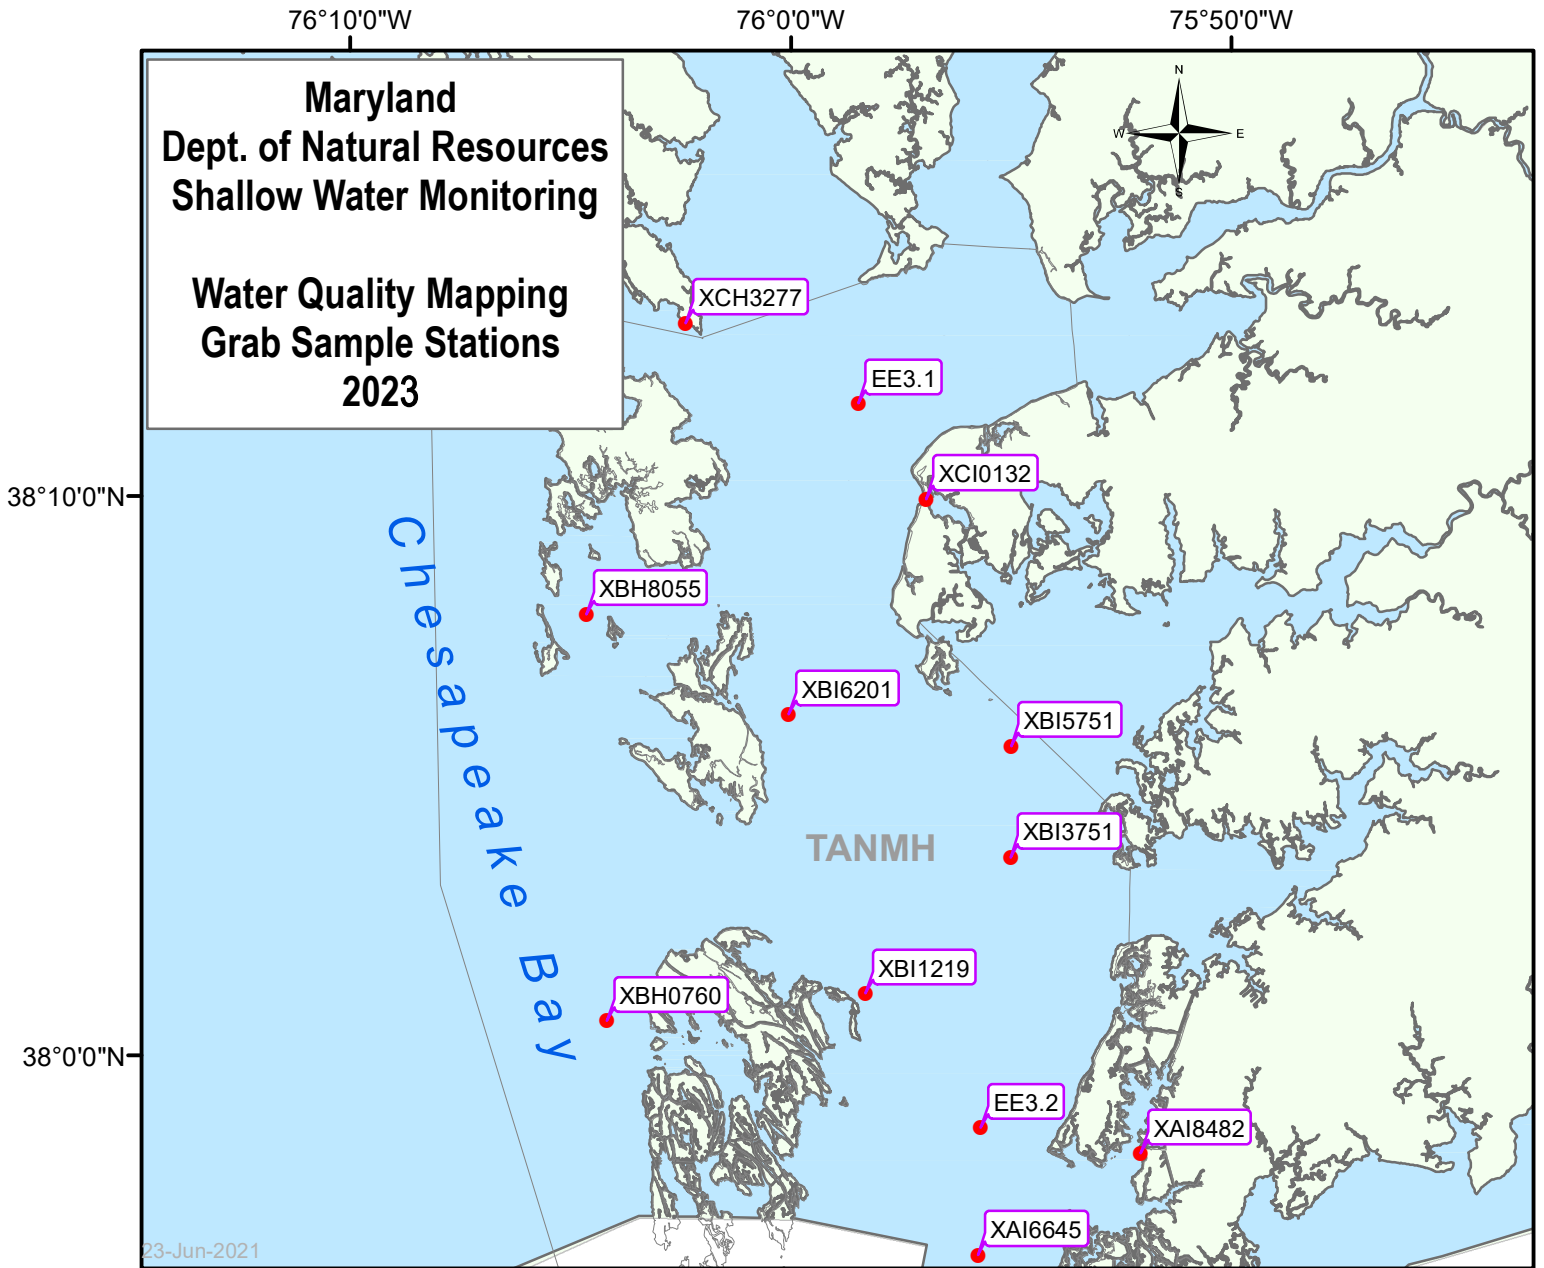 76°10'0"W
76°0'0"W
75°50'0"W
Maryland
Dept. of Natural Resources
Shallow Water Monitoring
Water Quality Mapping
Grab Sample Stations
2023
N
W
E
S
XCH3277
EE3.1
XCI0132
38°10'0"N
Chesapeake Bay
XBH8055
XBI6201
XBI5751
XBI3751
TANMH
XBI1219
XBH0760
38°0'0"N
EE3.2
XAI8482
XAI6645
23-Jun-2021